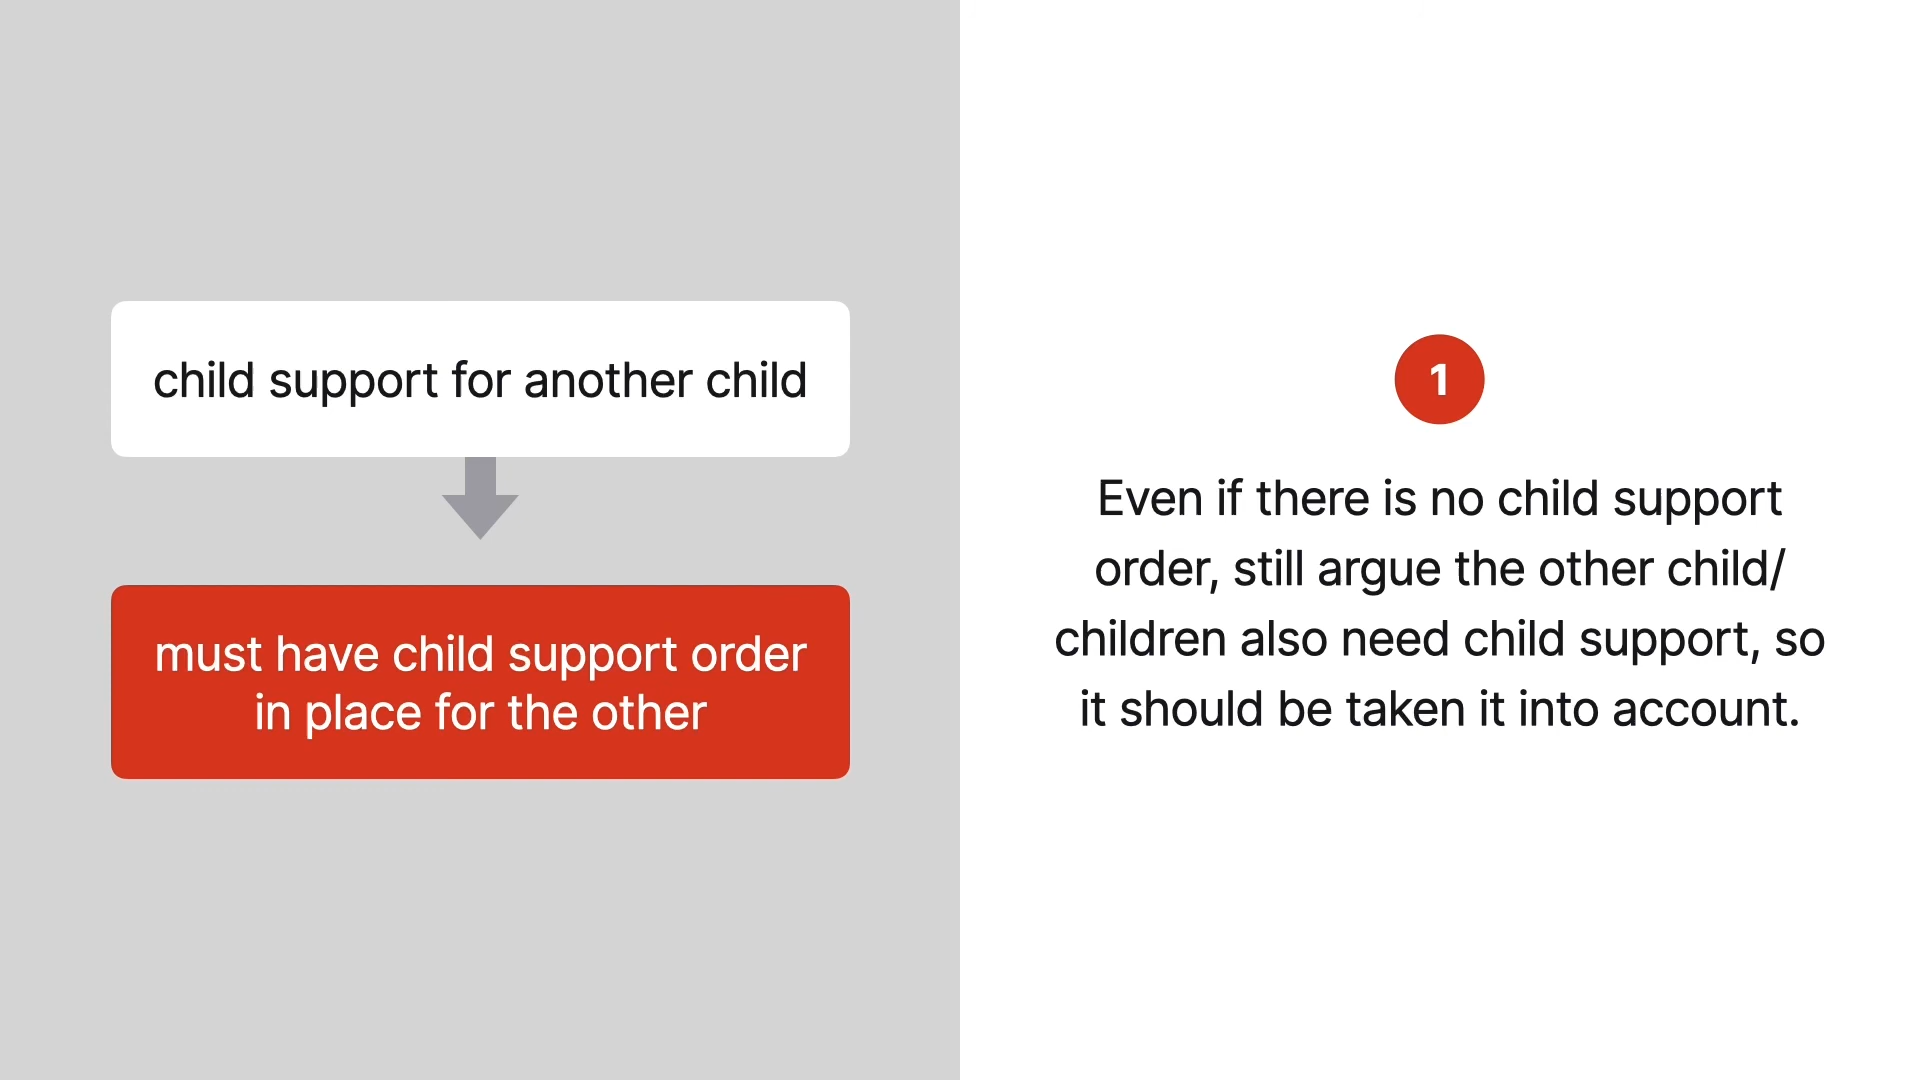 child support for another child
must have child support order
in place for the other
1
Even if there is no child support
order, still argue the other child/
children also need child support, so
it should be taken it into account.